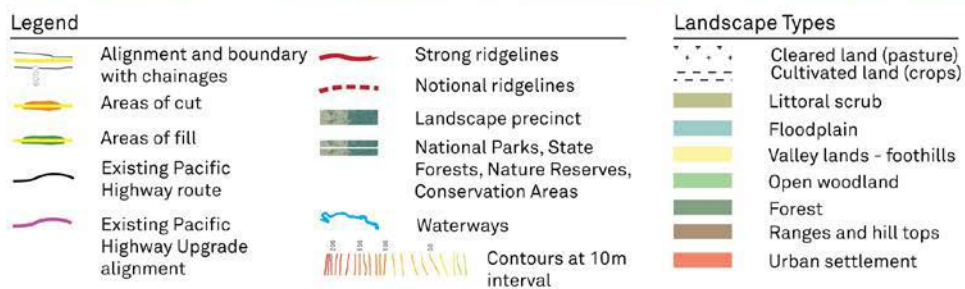 Legend
Alignment and boundary
with chainages
Areas of cut
Areas of fill
Existing Pacific
Highway route
Existing Pacific
Highway Upgrade
alignment
Strong ridgelines
Notional ridgelines
Landscape precinct
National Parks, State
Forests, Nature Reserves,
Conservation Areas
Waterways
Contours at 10m
interval
Landscape Types
Cleared land (pasture)
Cultivated land (crops)
Littoral scrub
Floodplain
Valley lands - foothills
Open woodland
Forest
Ranges and hill tops
Urban settlement